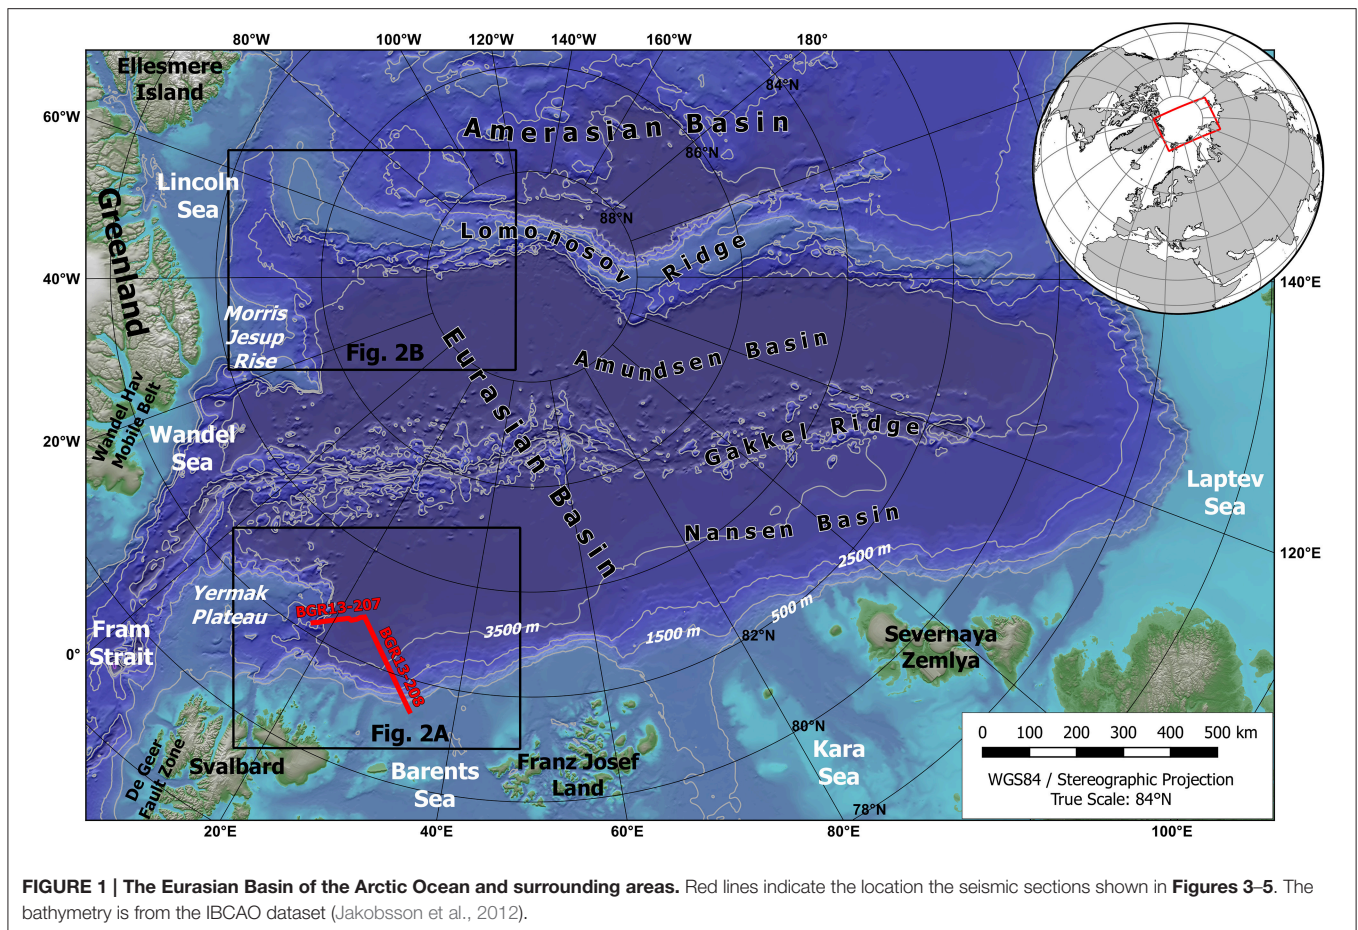 80°W 100°W 120°W 140°W 160°W 180°
Ellesmere
Island
84°N
60°W
Amerasian Basin
86°N
Lincoln
Sea
Greenland
88°N
Lomonosov Ridge
40°W
140°E
Morris
Jesup
Rise
Fig. 2B
Eurasian Basin
Amundsen Basin
Wandel Hav
Mobile Belt
20°W
Wandel
Sea
Gakkel Ridge
Laptev
Sea
Nansen Basin
120°E
2500 m
Yermak
Plateau
BGR13-207
BGR13-208
500 m
Fram
Strait
3500 m
1500 m
82°N
Severnaya
Zemlya
0°
Fig. 2A
80°N
De Geer
Fault Zone
Svalbard
Barents
Sea
Franz Josef
Land
Kara
Sea
78°N
0 100 200 300 400 500 km
WGS84 / Stereographic Projection
True Scale: 84°N
20°E 40°E 60°E 80°E 100°E
FIGURE 1 | The Eurasian Basin of the Arctic Ocean and surrounding areas. Red lines indicate the location the seismic sections shown in Figures 3–5. The
bathymetry is from the IBCAO dataset (Jakobsson et al., 2012).